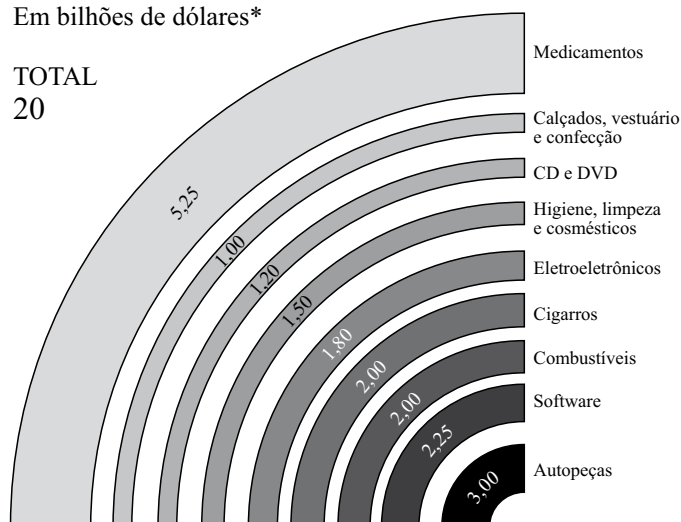 Em bilhões de dólares*
TOTAL
20
Medicamentos
Calçados, vestuário
e confecção
CD e DVD
Higiene, limpeza
e cosmésticos
Eletroeletrônicos
Cigarros
Combustíveis
Software
Autopeças
5,25
1,00
1,20
1,50
1,80
2,00
2,00
2,25
3,00